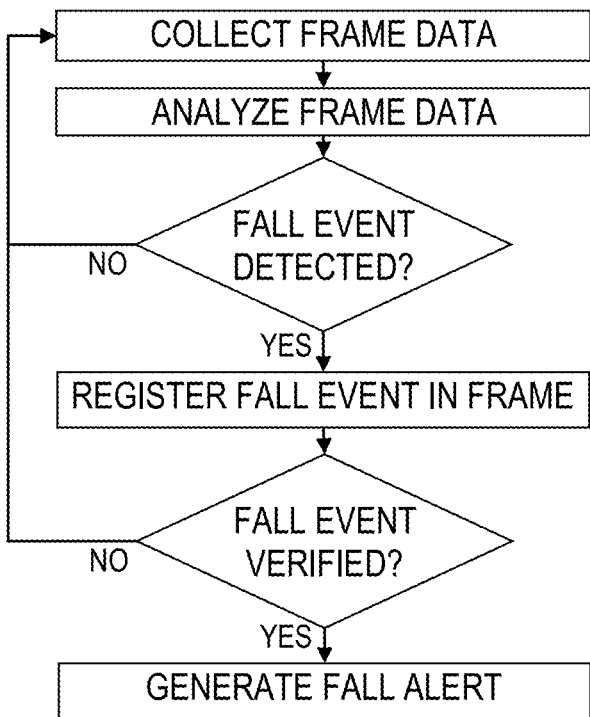 COLLECT FRAME DATA
ANALYZE FRAME DATA
FALL EVENT
DETECTED?
NO
YES
REGISTER FALL EVENT IN FRAME
FALL EVENT
VERIFIED?
NO
YES
GENERATE FALL ALERT